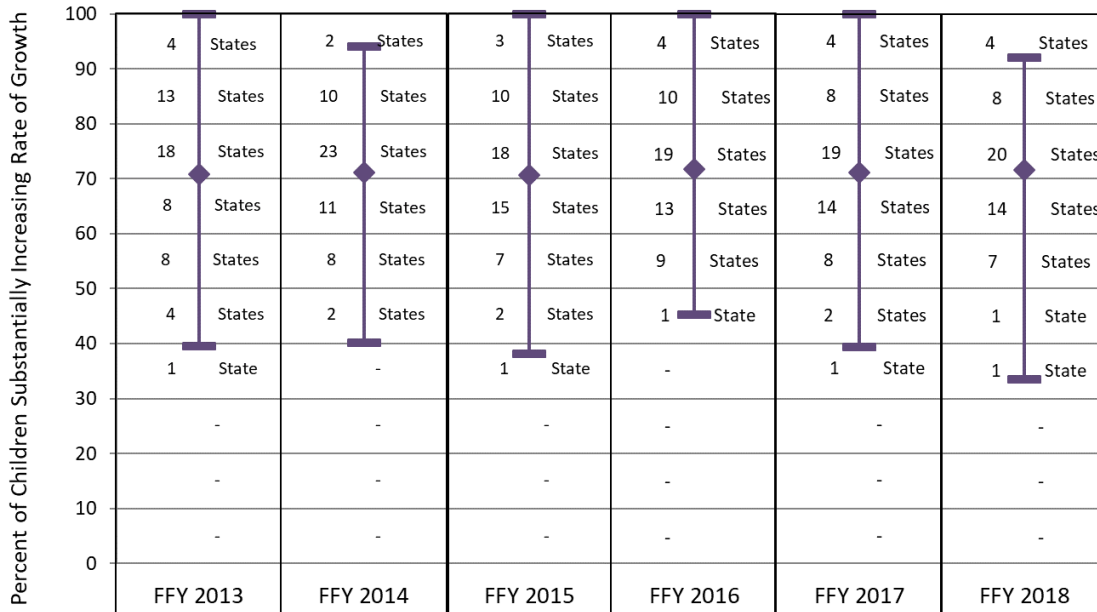 Percent of Children Substantially Increasing Rate of Growth
100
4 States 2 States 3 States 4 States 4 States 4 States
90
13 States 10 States 10 States 10 States 8 States 8 States
80
18 States 23 States 18 States 19 States 19 States 20 States
70
8 States 11 States 15 States 13 States 14 States 14 States
60
8 States 8 States 7 States 9 States 8 States 7 States
50
4 States 2 States 2 States 1 State 2 States 1 State
40
1 State - 1 State - 1 State 1 State
30
- - - - - -
20
- - - - - -
10
- - - - - -
0
FFY 2013 FFY 2014 FFY 2015 FFY 2016 FFY 2017 FFY 2018